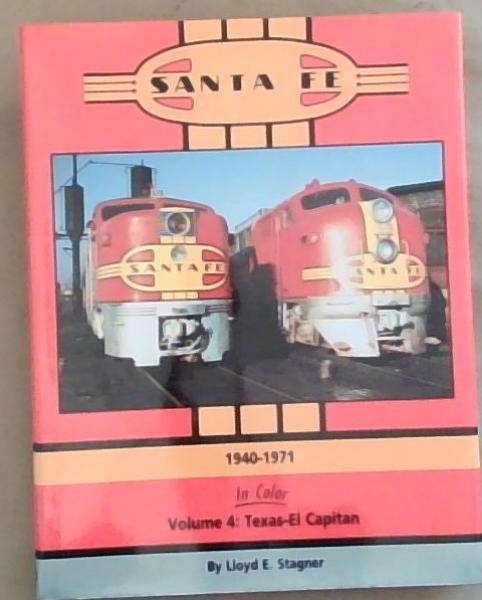 SANTA FE
SANTA FE
SANTA FE
1940-1971
In Color
Volume 4: Texas-El Capitan
By Lloyd E. Stagner